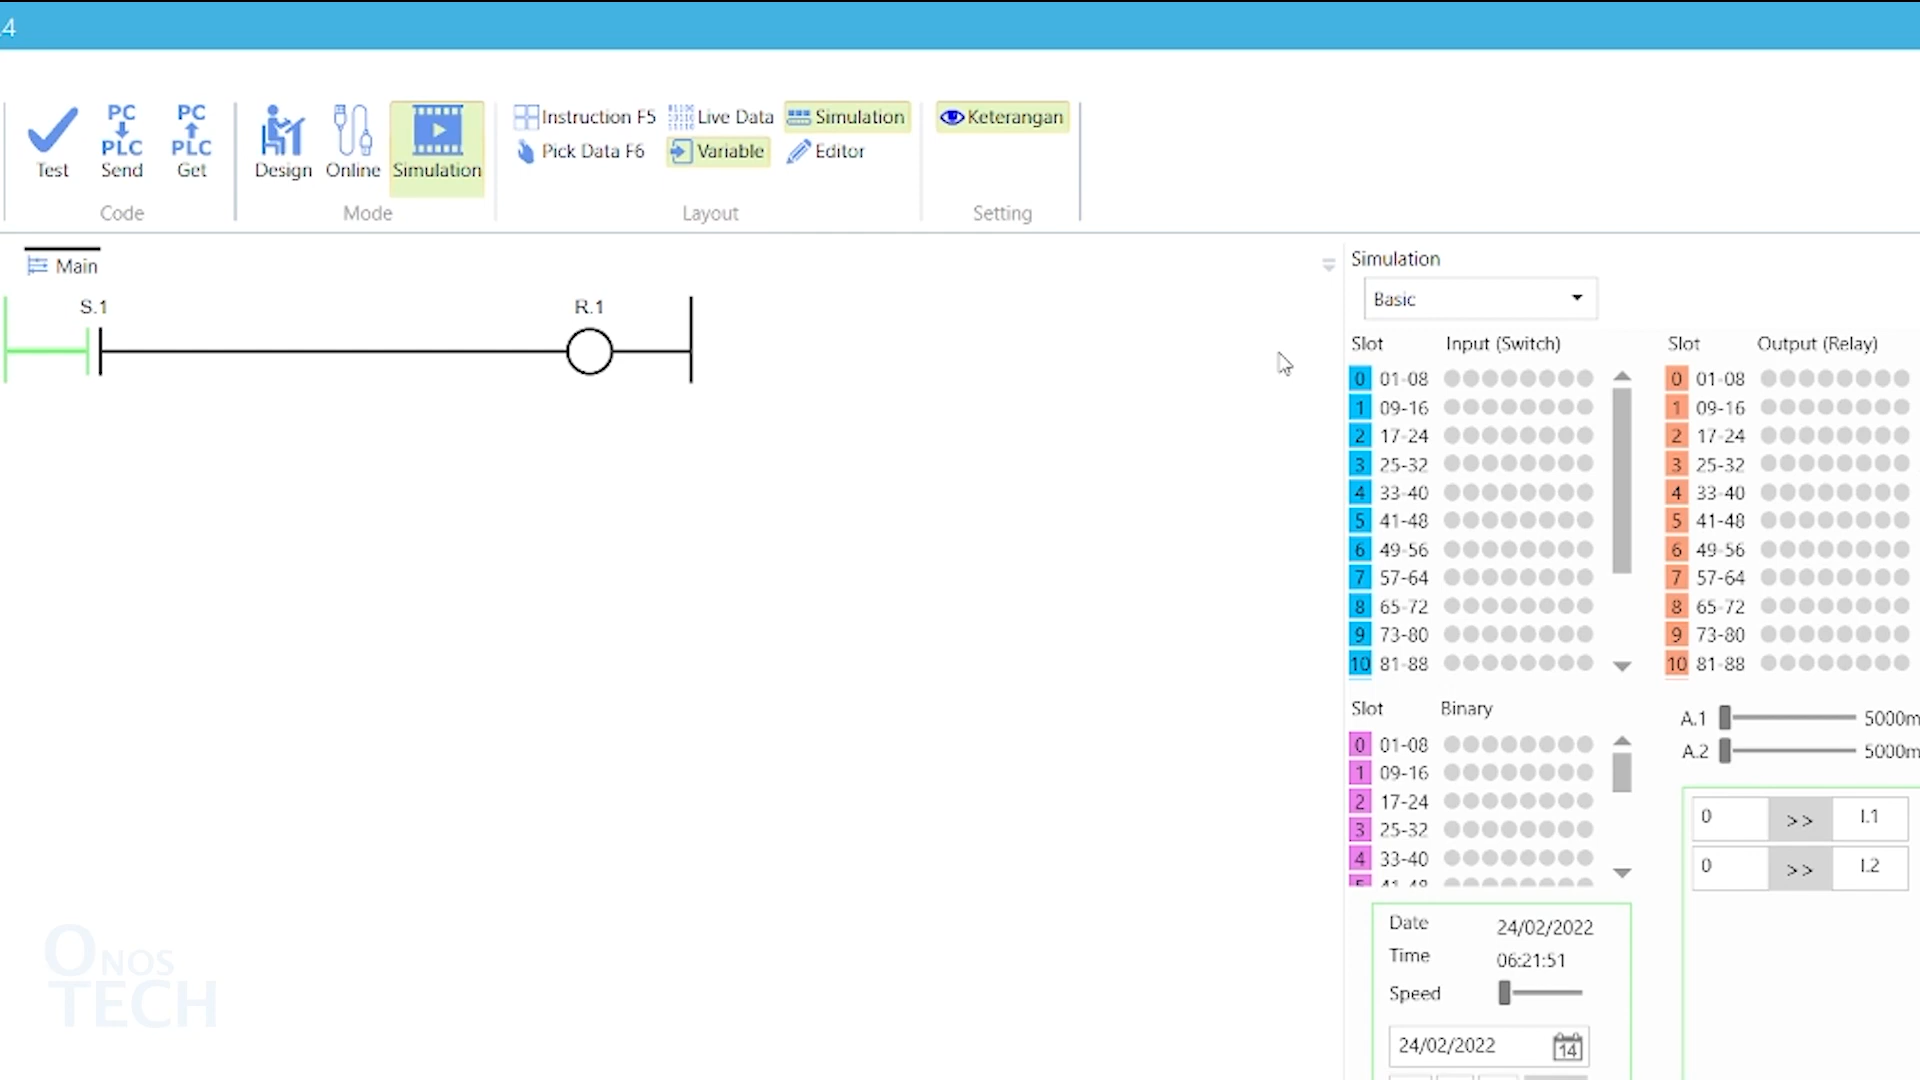 .4
PC PC
PLC PLC
Test Send Get
Code
Design Online Simulation
Mode
Instruction F5 Live Data Simulation
Pick Data F6 Variable Editor
Layout
Keterangan
Setting
Main
S.1 R.1
Simulation
Basic
Slot Input (Switch)
0 01-08
1 09-16
2 17-24
3 25-32
4 33-40
5 41-48
6 49-56
7 57-64
8 65-72
9 73-80
10 81-88
Slot Output (Relay)
0 01-08
1 09-16
2 17-24
3 25-32
4 33-40
5 41-48
6 49-56
7 57-64
8 65-72
9 73-80
10 81-88
Slot Binary
0 01-08
1 09-16
2 17-24
3 25-32
4 33-40
5 41-48
A.1 5000m
A.2 5000m
0 >> I.1
0 >> I.2
Date 24/02/2022
Time 06:21:51
Speed
24/02/2022 14
ONOS
TECH